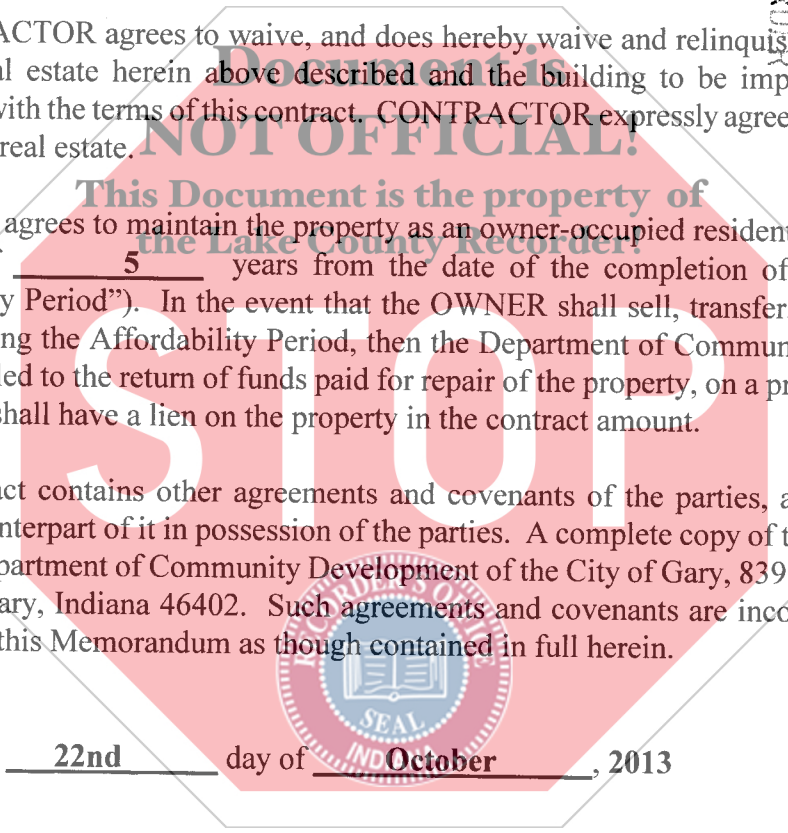 ACTOR agrees to waive, and does hereby waive and relinquis
al estate herein above described and the building to be imp
with the terms of this contract. CONTRACTOR expressly agree
real estate.
Document is
NOT OFFICIAL!
This Document is the property of
the Lake County Recorder!
agrees to maintain the property as an owner-occupied resident
5 years from the date of the completion of
y Period”). In the event that the OWNER shall sell, transfer
ng the Affordability Period, then the Department of Commun
led to the return of funds paid for repair of the property, on a pr
shall have a lien on the property in the contract amount.
STOP
act contains other agreements and covenants of the parties, a
nterpart of it in possession of the parties. A complete copy of t
partment of Community Development of the City of Gary, 839
ary, Indiana 46402. Such agreements and covenants are inco
this Memorandum as though contained in full herein.
RECORDER'S OFFICE
SEAL
INDIANA
22nd day of October, 2013